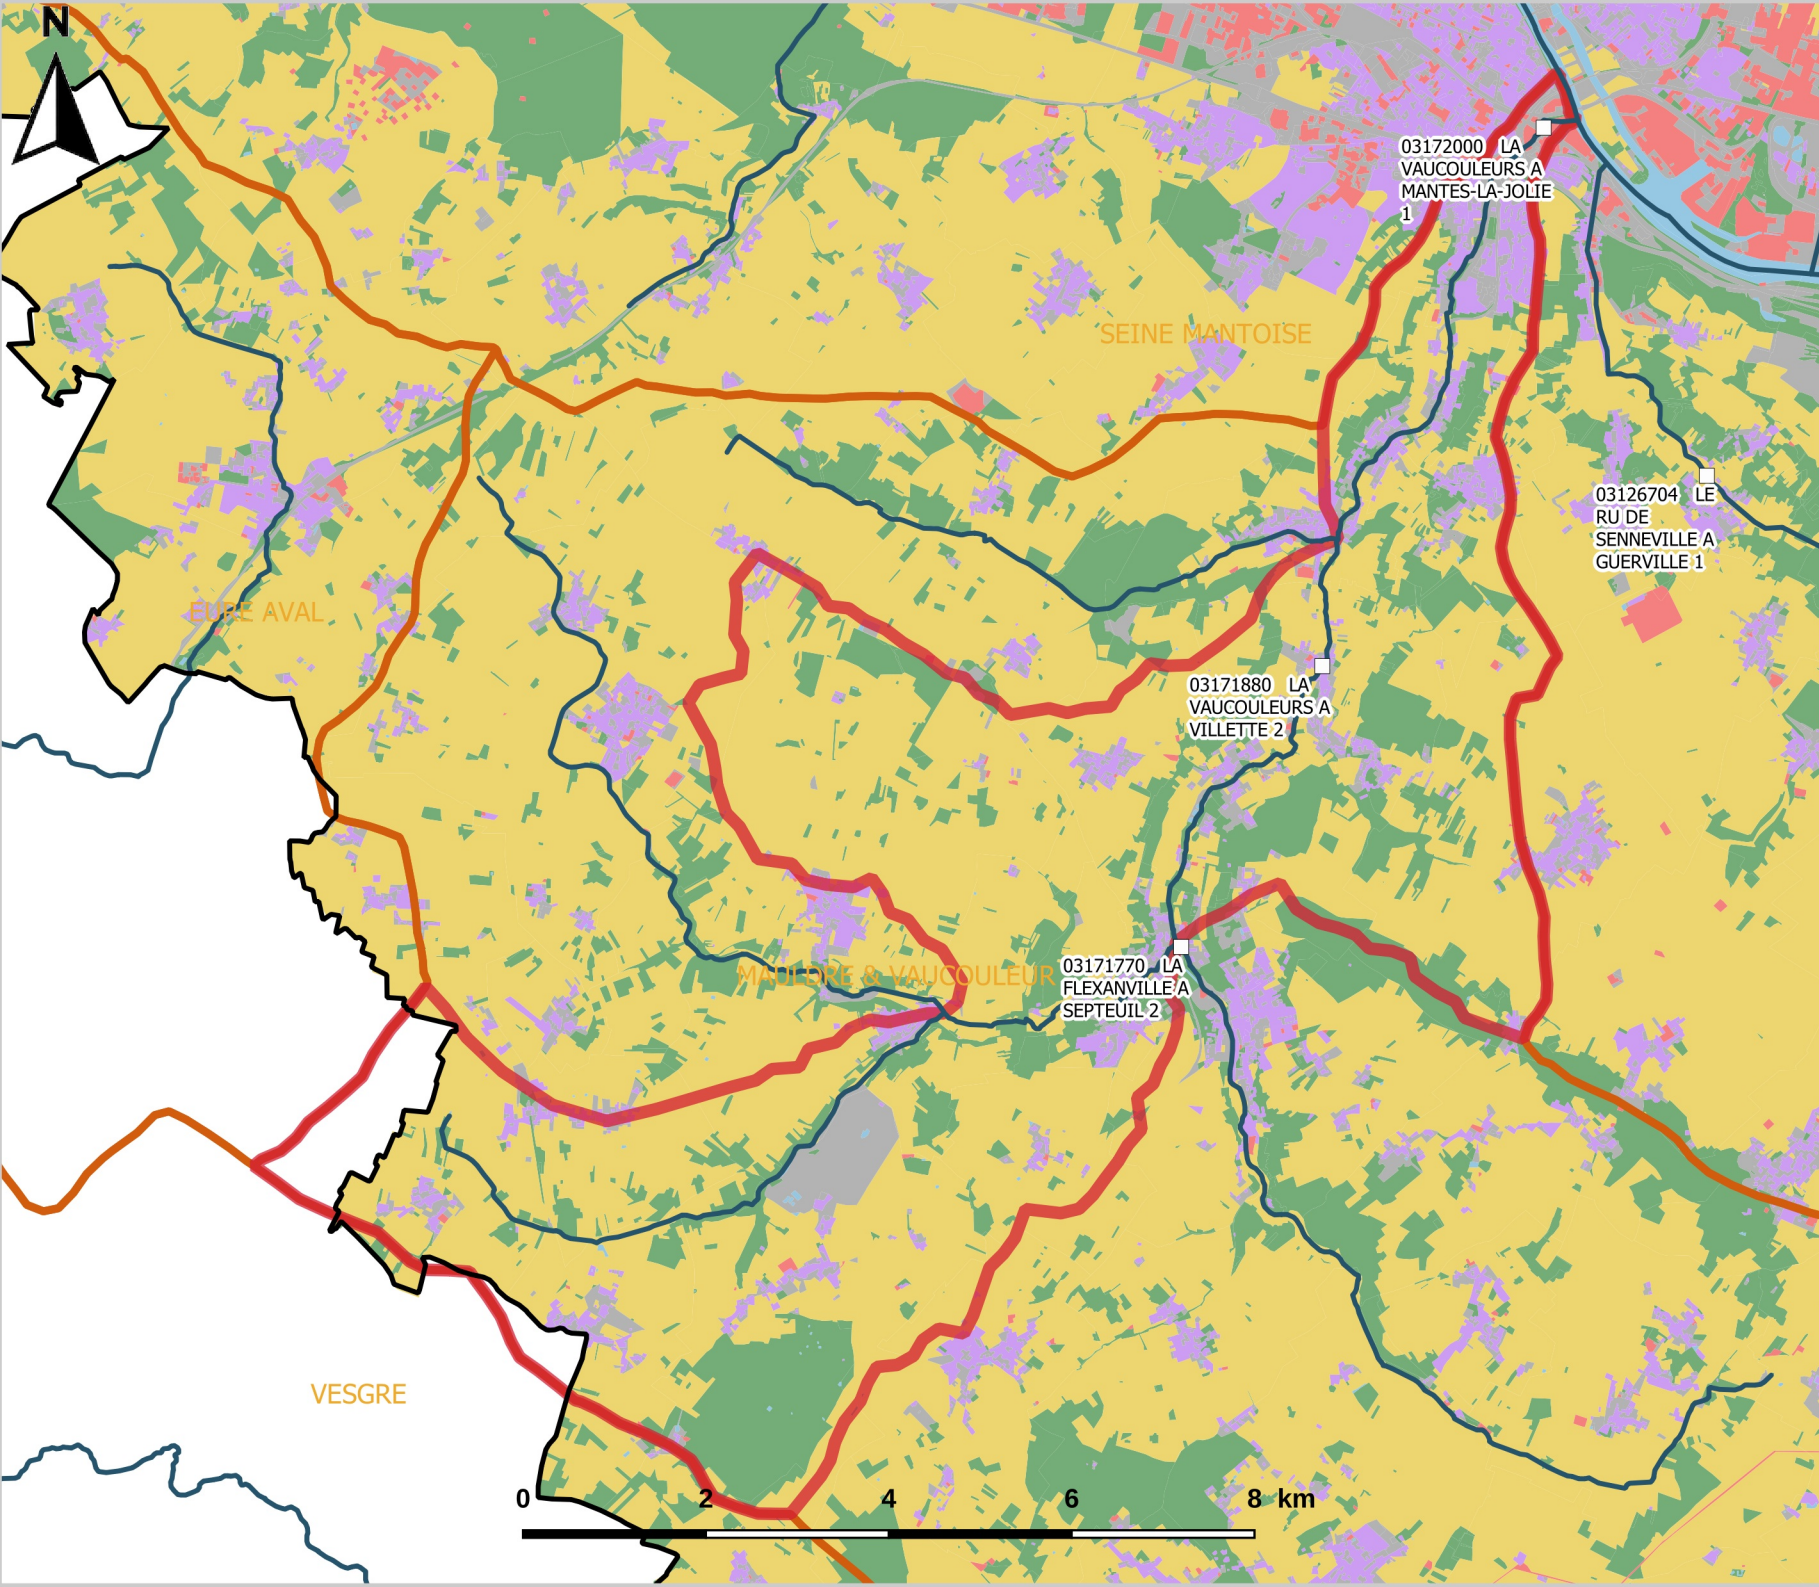 N
03172000 LA
VAUCOULEURS A
MANTES-LA-JOLIE
1
SEINE MANTOISE
03126704 LE
RU DE
SENNEVILLE A
GUERVILLE 1
EURE AVAL
03171880 LA
VAUCOULEURS A
VILLETTE 2
MAULDRE & VAUCOULEUR
03171770 LA
FLEXANVILLE A
SEPTEUIL 2
VESGRE
0 2 4 6 8 km